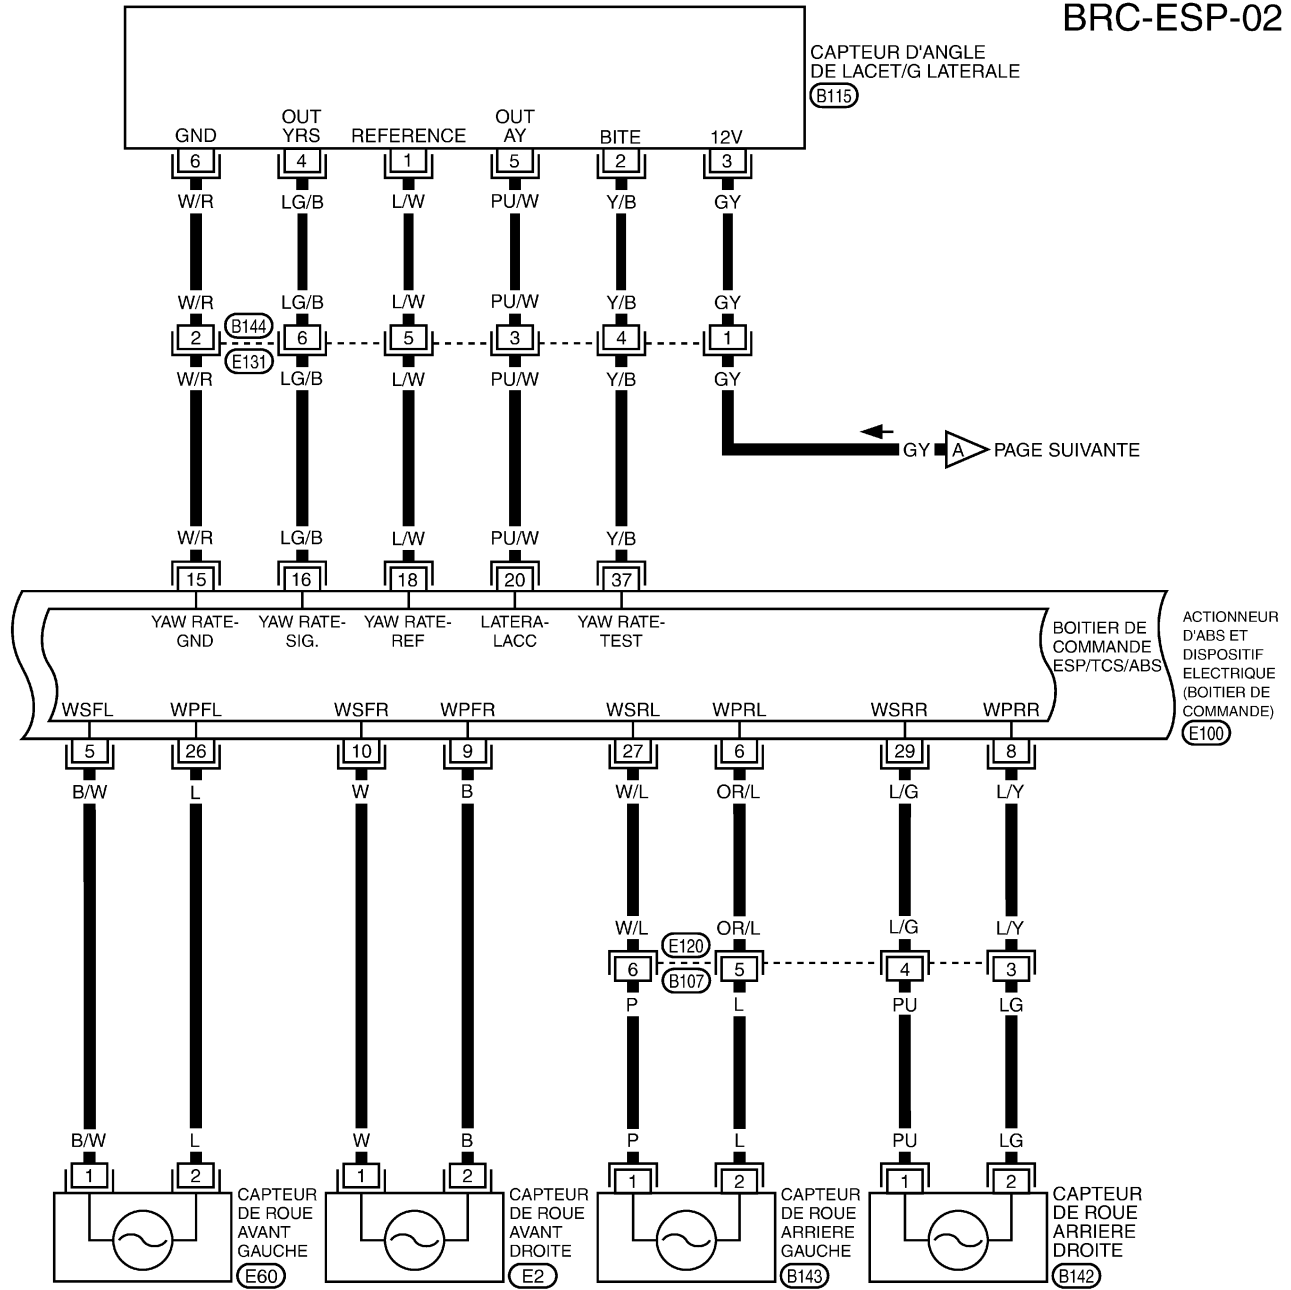 BRC-ESP-02
CAPTEUR D'ANGLE
DE LACET/G LATERALE
B115
GND
OUT
YRS
REFERENCE
OUT
AY
BITE
12V
6 4 1 5 2 3
W/R LG/B L/W PU/W Y/B GY
W/R LG/B L/W PU/W Y/B GY
B144
2 6 5 3 4 1
E131
W/R LG/B L/W PU/W Y/B GY
GY A PAGE SUIVANTE
W/R LG/B L/W PU/W Y/B
15 16 18 20 37
YAW RATE-
GND
YAW RATE-
SIG.
YAW RATE-
REF
LATERA-
LACC
YAW RATE-
TEST
BOITIER DE
COMMANDE
ESP/TCS/ABS
ACTIONNEUR
D'ABS ET
DISPOSITIF
ELECTRIQUE
(BOITIER DE
COMMANDE)
E100
WSFL WPFL WSFR WPFR WSRL WPRL WSRR WPRR
5 26 10 9 27 6 29 8
B/W L W B W/L OR/L L/G L/Y
W/L OR/L L/G L/Y
E120
6 5 4 3
B107
P L PU LG
B/W L W B P L PU LG
1 2 1 2 1 2 1 2
CAPTEUR
DE ROUE
AVANT
GAUCHE
E60
CAPTEUR
DE ROUE
AVANT
DROITE
E2
CAPTEUR
DE ROUE
ARRIERE
GAUCHE
B143
CAPTEUR
DE ROUE
ARRIERE
DROITE
B142